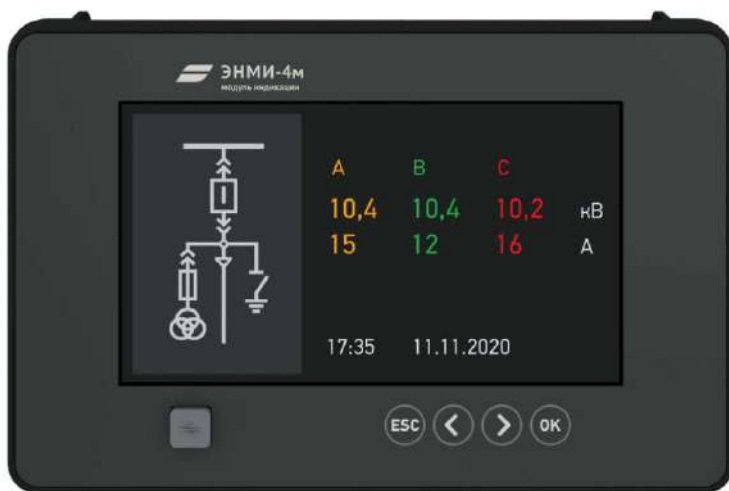 ЭНМИ-4м
модуль индикации
A B C
10,4 10,4 10,2 кВ
15 12 16 А
17:35 11.11.2020
ESC < > OK